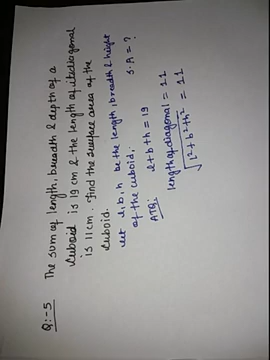 Q:-5 The sum of length, breadth & depth of a
cuboid is 19 cm & the length of its diagonal
is 11 cm. Find the surface area of the
cuboid.
let l, b, h be the length, breadth & height
of the cuboid. S.A = ?
ATQ: l+b+h = 19
length of diagonal = 11
√l²+b²+h² = 11